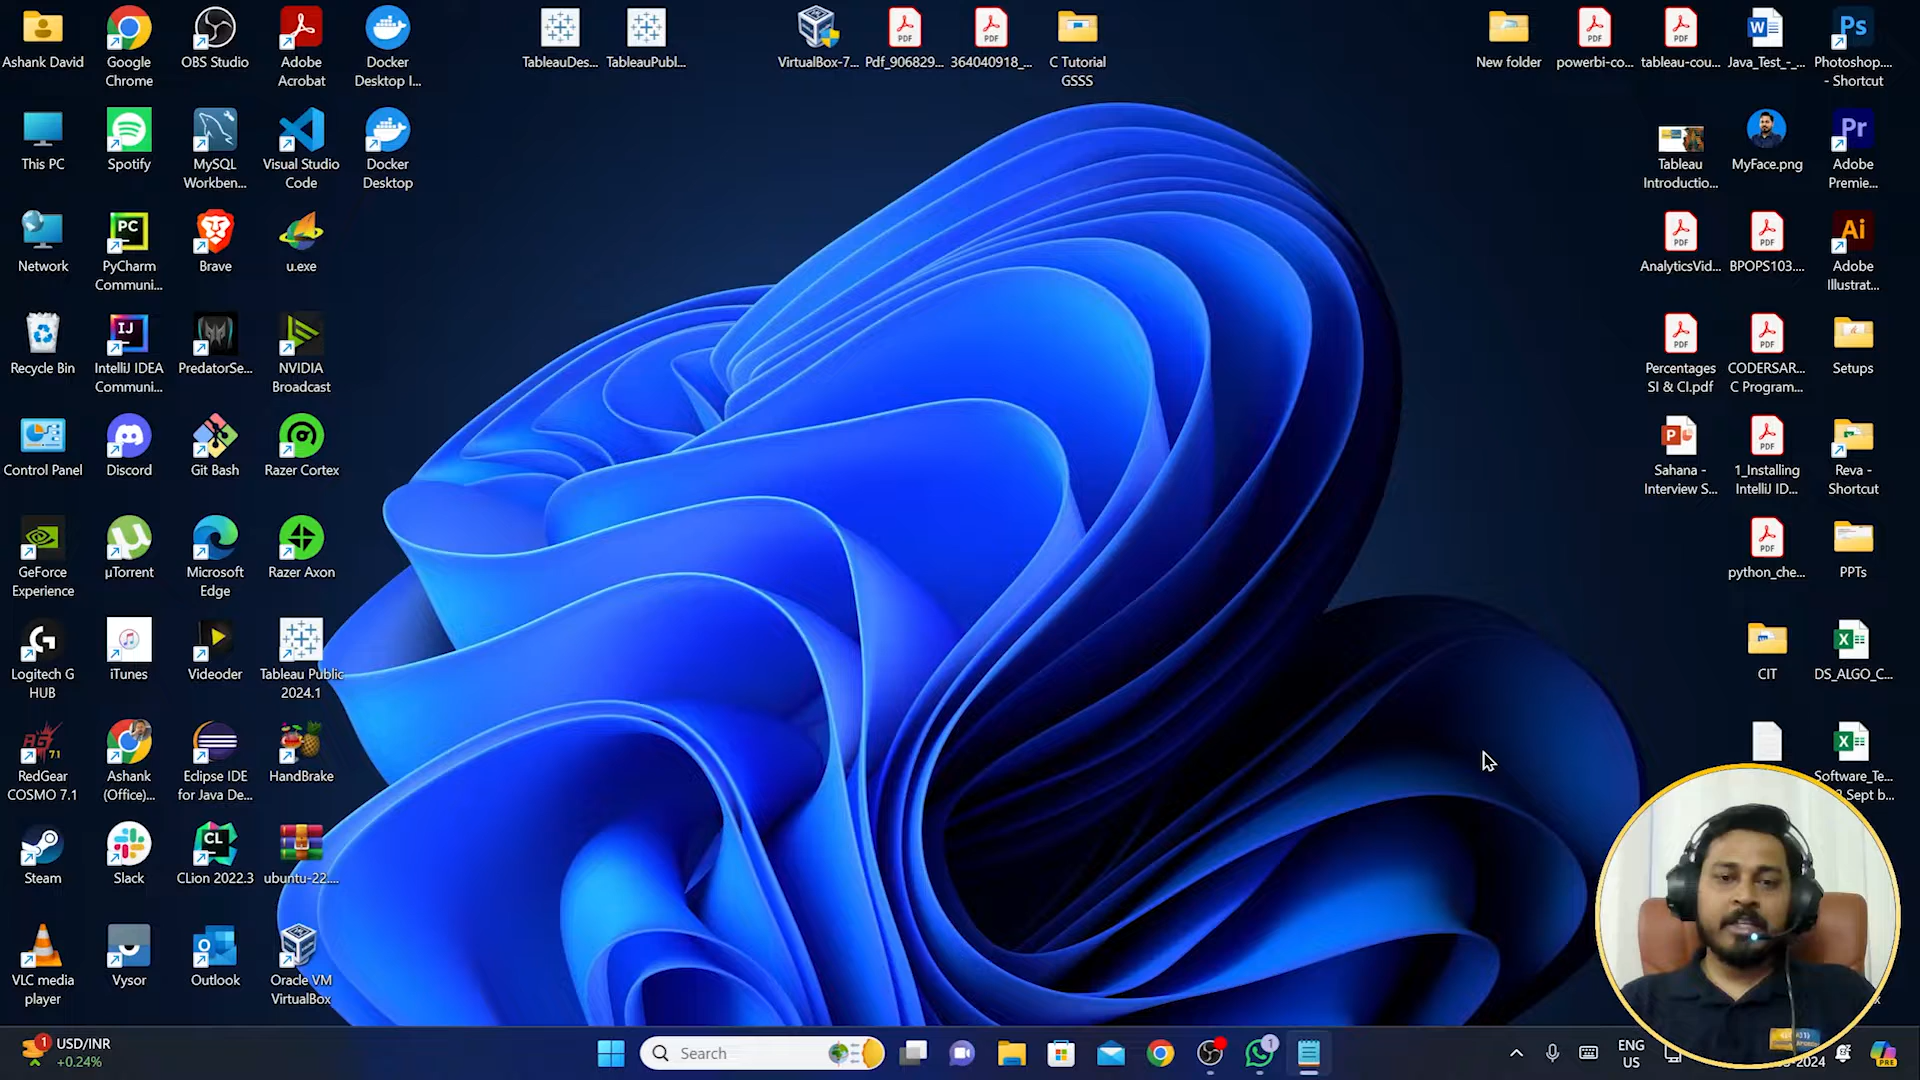 Ashank David
Google
Chrome
OBS Studio
Adobe
Acrobat
Docker
Desktop I...
TableauDes...
TableauPubl...
VirtualBox-7...
Pdf_906829...
364040918_...
C Tutorial
GSSS
New folder
powerbi-co...
tableau-cou...
Java_Test_-_...
Photoshop....
- Shortcut
This PC
Spotify
MySQL
Workben...
Visual Studio
Code
Docker
Desktop
Tableau
Introductio...
MyFace.png
Adobe
Premie...
Network
PyCharm
Communi...
Brave
u.exe
AnalyticsVid...
BPOPS103....
Adobe
Illustrat...
Recycle Bin
IntelliJ IDEA
Communi...
PredatorSe...
NVIDIA
Broadcast
Percentages
SI & CI.pdf
CODERSAR...
C Program...
Setups
Control Panel
Discord
Git Bash
Razer Cortex
Sahana -
Interview S...
1_Installing
IntelliJ ID...
Reva -
Shortcut
GeForce
Experience
µTorrent
Microsoft
Edge
Razer Axon
python_che...
PPTs
Logitech G
HUB
iTunes
Videoder
Tableau Public
2024.1
CIT
DS_ALGO_C...
RedGear
COSMO 7.1
Ashank
(Office)...
Eclipse IDE
for Java De...
HandBrake
Software_Te...
Sept b...
Steam
Slack
CLion 2022.3
ubuntu-22....
VLC media
player
Vysor
Outlook
Oracle VM
VirtualBox
USD/INR
+0.24%
Search
ENG
US
-2024